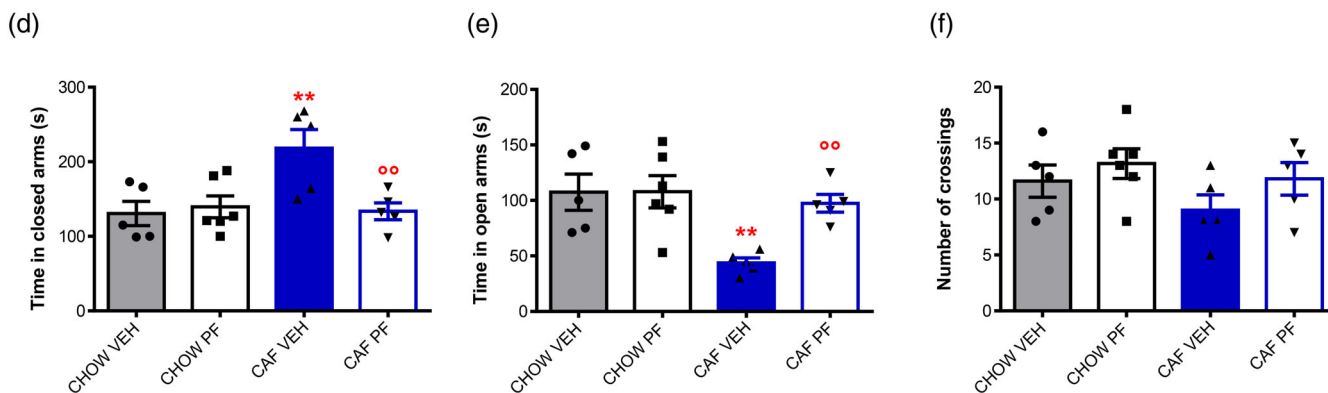 (d)
Time in closed arms (s)
300
200
100
0
**
°°
CHOW VEH
CHOW PF
CAF VEH
CAF PF
(e)
Time in open arms (s)
200
150
100
50
0
**
°°
CHOW VEH
CHOW PF
CAF VEH
CAF PF
(f)
Number of crossings
20
15
10
5
0
CHOW VEH
CHOW PF
CAF VEH
CAF PF